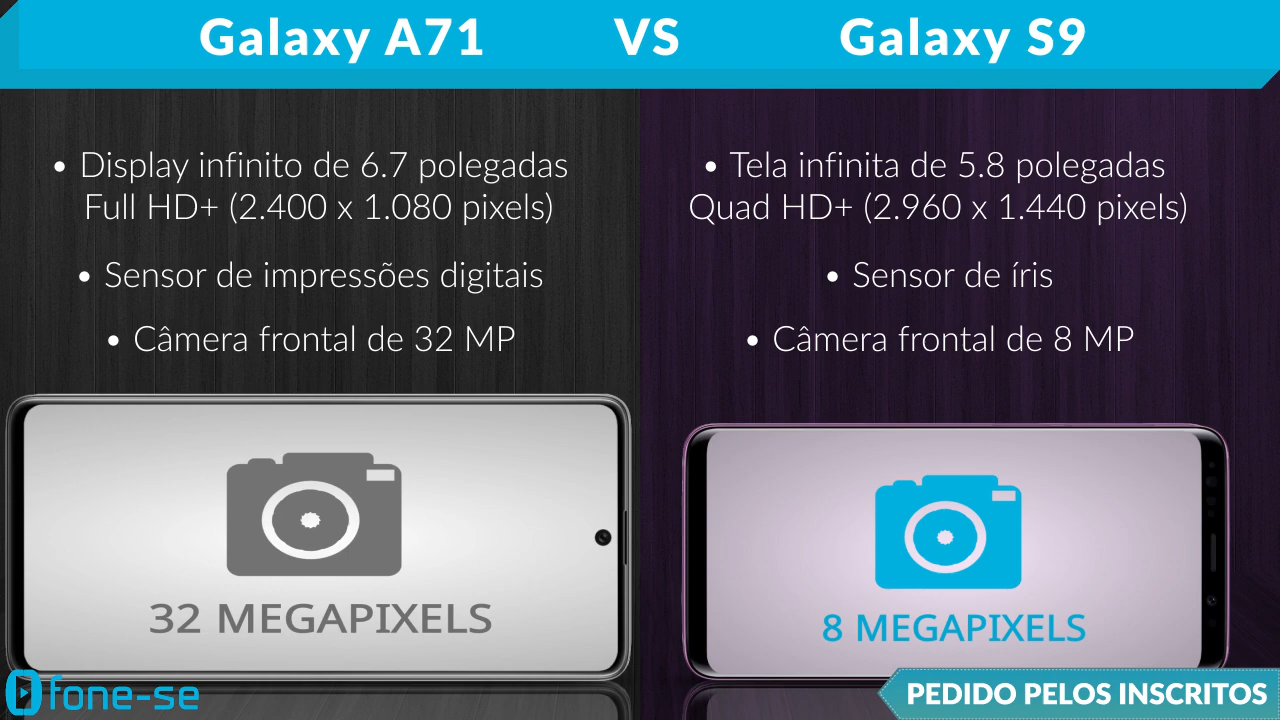 Galaxy A71 VS Galaxy S9
• Display infinito de 6.7 polegadas
Full HD+ (2.400 x 1.080 pixels)
• Sensor de impressões digitais
• Câmera frontal de 32 MP
32 MEGAPIXELS
• Tela infinita de 5.8 polegadas
Quad HD+ (2.960 x 1.440 pixels)
• Sensor de íris
• Câmera frontal de 8 MP
8 MEGAPIXELS
fone-se
PEDIDO PELOS INSCRITOS